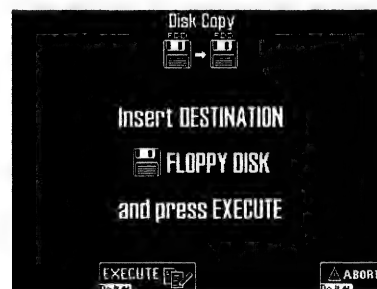 Disk Copy
FDD FDD
Insert DESTINATION
FLOPPY DISK
and press EXECUTE
EXECUTE
ABORT